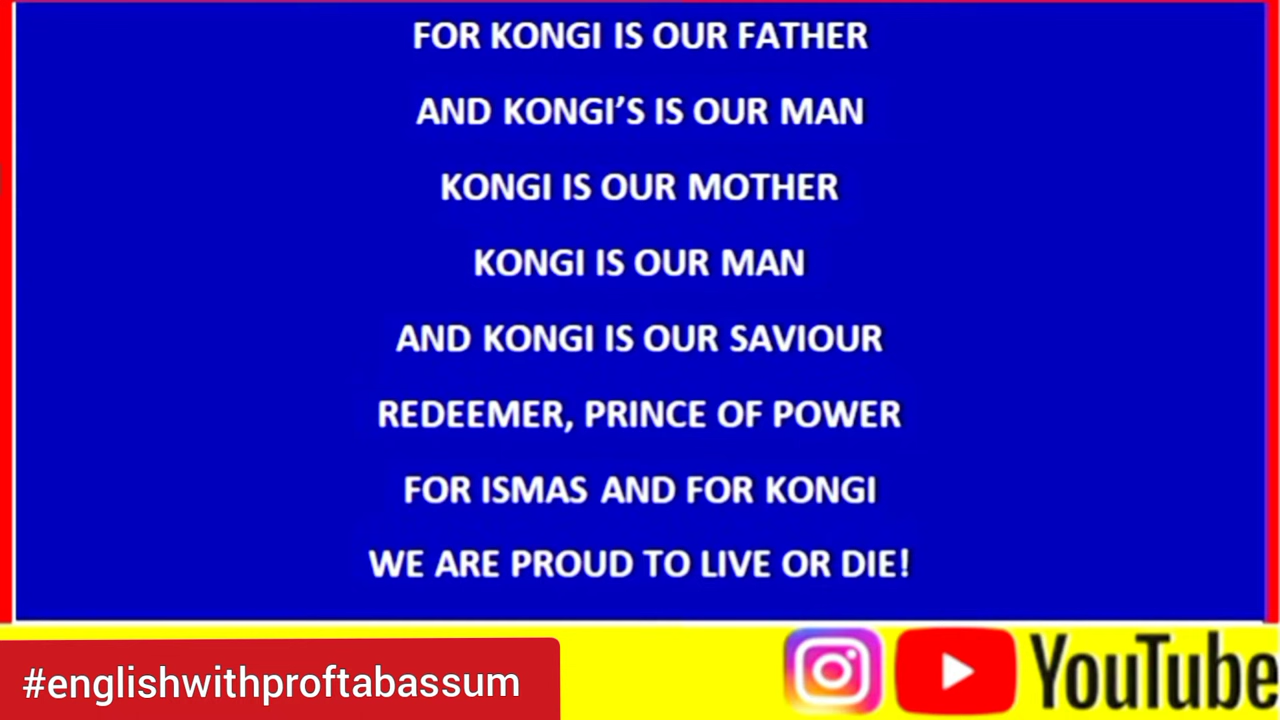 FOR KONGI IS OUR FATHER
AND KONGI’S IS OUR MAN
KONGI IS OUR MOTHER
KONGI IS OUR MAN
AND KONGI IS OUR SAVIOUR
REDEEMER, PRINCE OF POWER
FOR ISMAS AND FOR KONGI
WE ARE PROUD TO LIVE OR DIE!
#englishwithproftabassum
YouTube